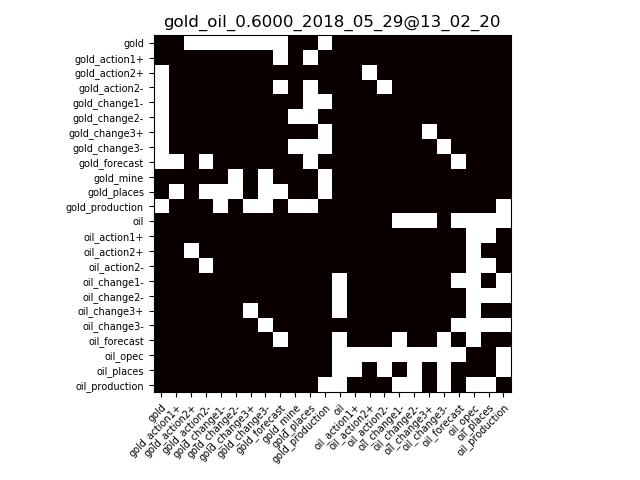 gold_oil_0.6000_2018_05_29@13_02_20
gold
gold_action1+
gold_action2+
gold_action2-
gold_change1-
gold_change2-
gold_change3+
gold_change3-
gold_forecast
gold_mine
gold_places
gold_production
oil
oil_action1+
oil_action2+
oil_action2-
oil_change1-
oil_change2-
oil_change3+
oil_change3-
oil_forecast
oil_opec
oil_places
oil_production
gold
gold_action1+
gold_action2+
gold_action2-
gold_change1-
gold_change2-
gold_change3+
gold_change3-
gold_forecast
gold_mine
gold_places
gold_production
oil
oil_action1+
oil_action2+
oil_action2-
oil_change1-
oil_change2-
oil_change3+
oil_change3-
oil_forecast
oil_opec
oil_places
oil_production